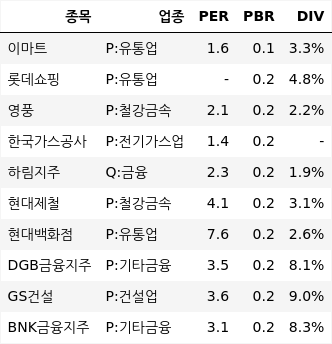 종목 업종 PER PBR DIV
이마트 P:유통업 1.6 0.1 3.3%
롯데쇼핑 P:유통업 - 0.2 4.8%
영풍 P:철강금속 2.1 0.2 2.2%
한국가스공사 P:전기가스업 1.4 0.2 -
하림지주 Q:금융 2.3 0.2 1.9%
현대제철 P:철강금속 4.1 0.2 3.1%
현대백화점 P:유통업 7.6 0.2 2.6%
DGB금융지주 P:기타금융 3.5 0.2 8.1%
GS건설 P:건설업 3.6 0.2 9.0%
BNK금융지주 P:기타금융 3.1 0.2 8.3%